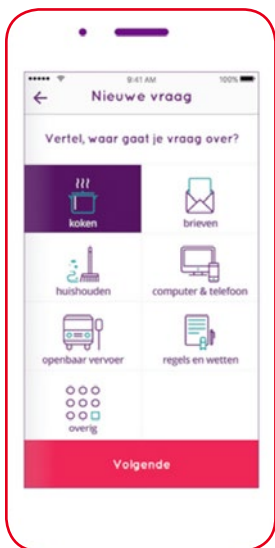 9:41 AM 100%
Nieuwe vraag
Vertel, waar gaat je vraag over?
koken brieven
huishouden computer & telefoon
openbaar vervoer regels en wetten
overig
Volgende